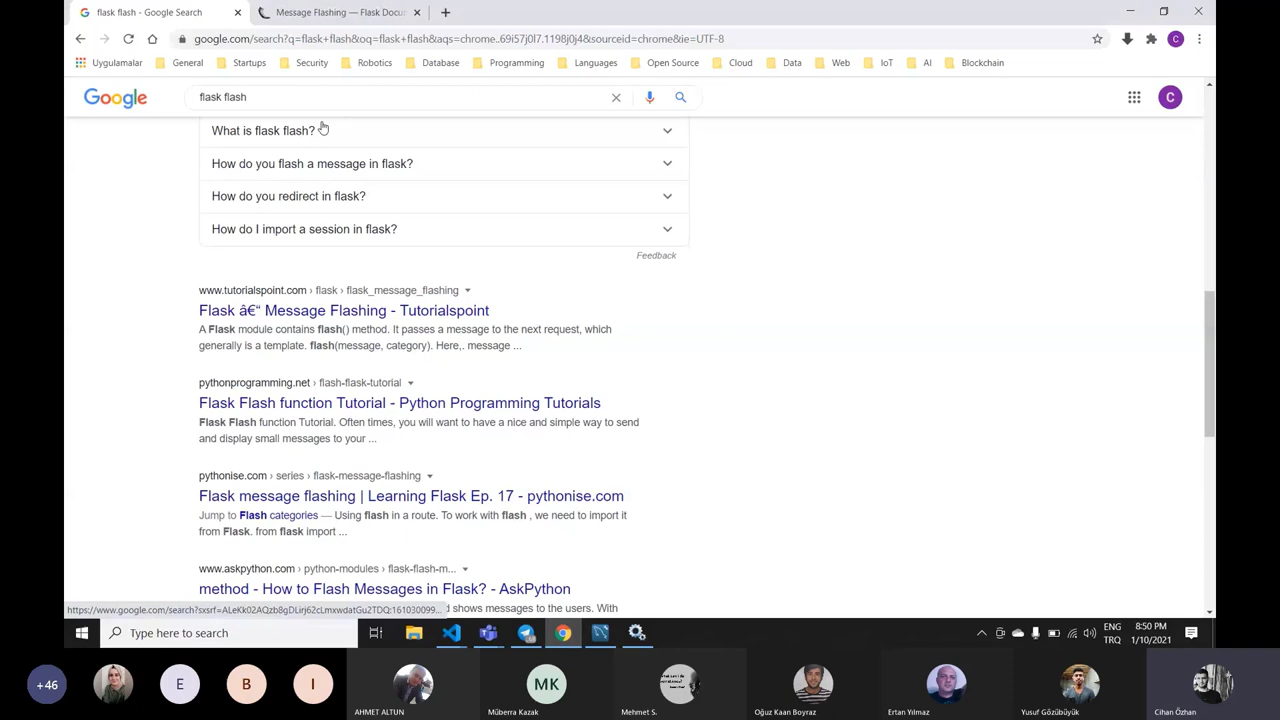 flask flash - Google Search
Message Flashing — Flask Docu
google.com/search?q=flask+flash&oq=flask+flash&aqs=chrome..69i57j0l7.1198j0j4&sourceid=chrome&ie=UTF-8
C
Uygulamalar General Startups Security Robotics Database Programming Languages Open Source Cloud Data Web IoT AI Blockchain
Google
flask flash
C
What is flask flash?
How do you flash a message in flask?
How do you redirect in flask?
How do I import a session in flask?
Feedback
www.tutorialspoint.com › flask › flask_message_flashing
Flask â€“ Message Flashing - Tutorialspoint
A Flask module contains flash() method. It passes a message to the next request, which
generally is a template. flash(message, category). Here,. message ...
pythonprogramming.net › flash-flask-tutorial
Flask Flash function Tutorial - Python Programming Tutorials
Flask Flash function Tutorial. Often times, you will want to have a nice and simple way to send
and display small messages to your ...
pythonise.com › series › flask-message-flashing
Flask message flashing | Learning Flask Ep. 17 - pythonise.com
Jump to Flash categories — Using flash in a route. To work with flash , we need to import it
from Flask. from flask import ...
www.askpython.com › python-modules › flask-flash-m...
method - How to Flash Messages in Flask? - AskPython
https://www.google.com/search?sxsrf=ALeKk02AQzb8gDLirj62cLmxwdatGu2TDQ:161030099...
d shows messages to the users. With
Type here to search
ENG
TRQ
8:50 PM
1/10/2021
+46
E
B
I
MK
AHMET ALTUN
Müberra Kazak
Mehmet S.
Oğuz Kaan Boyraz
Ertan Yılmaz
Yusuf Gözübüyük
Cihan Özhan